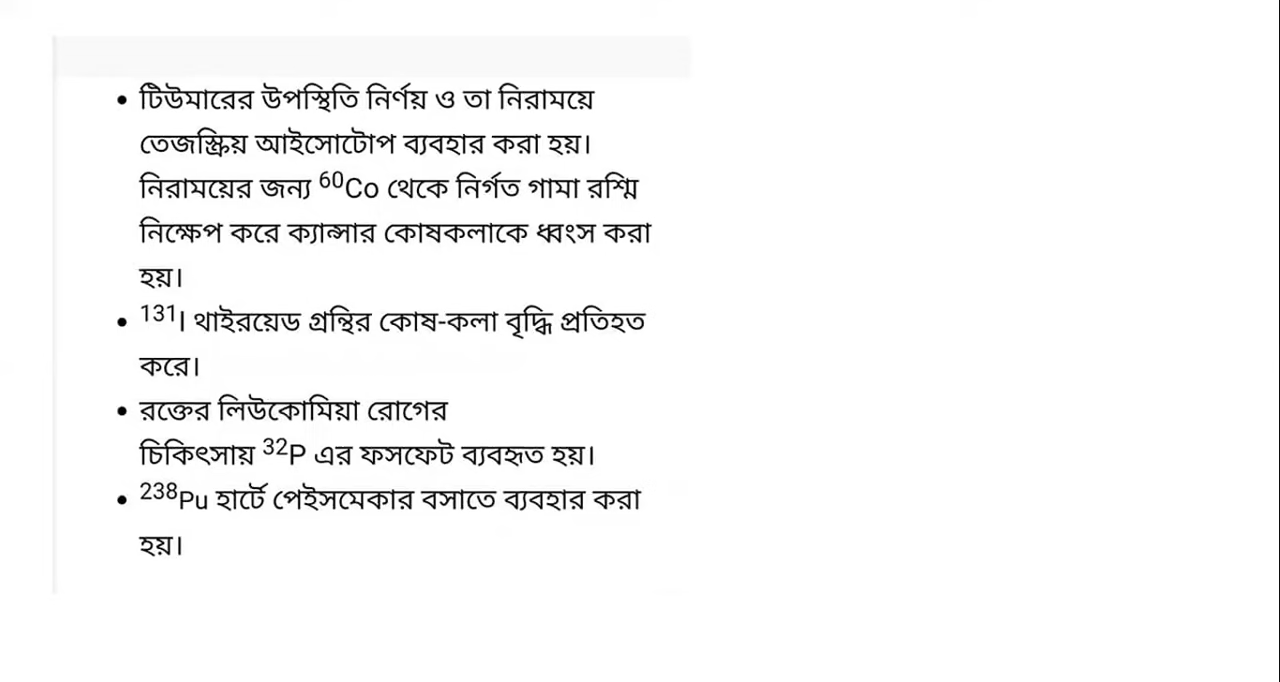 • টিউমারের উপস্থিতি নির্ণয় ও তা নিরাময়ে
তেজস্ক্রিয় আইসোটোপ ব্যবহার করা হয়।
নিরাময়ের জন্য ⁶⁰Co থেকে নির্গত গামা রশ্মি
নিক্ষেপ করে ক্যান্সার কোষকলাকে ধ্বংস করা
হয়।
• ¹³¹I থাইরয়েড গ্রন্থির কোষ-কলা বৃদ্ধি প্রতিহত
করে।
• রক্তের লিউকোমিয়া রোগের
চিকিৎসায় ³²P এর ফসফেট ব্যবহৃত হয়।
• ²³⁸Pu হার্টে পেইসমেকার বসাতে ব্যবহার করা
হয়।